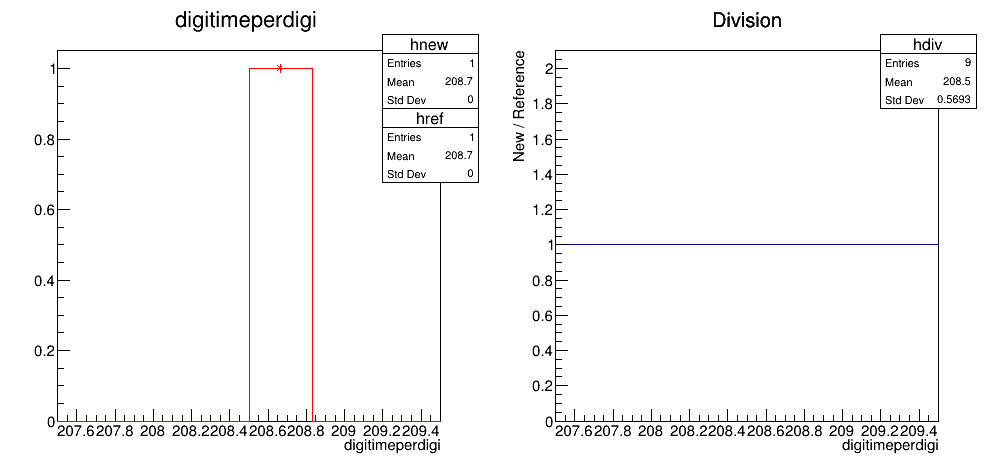 digitimeperdigi
hnew
Entries 1
Mean 208.7
Std Dev 0
href
Entries 1
Mean 208.7
Std Dev 0
1
0.8
0.6
0.4
0.2
0
207.6 207.8 208 208.2 208.4 208.6 208.8 209 209.2 209.4
digitimeperdigi
Division
hdiv
Entries 9
Mean 208.5
Std Dev 0.5693
New / Reference
2
1.8
1.6
1.4
1.2
1
0.8
0.6
0.4
0.2
0
207.6 207.8 208 208.2 208.4 208.6 208.8 209 209.2 209.4
digitimeperdigi